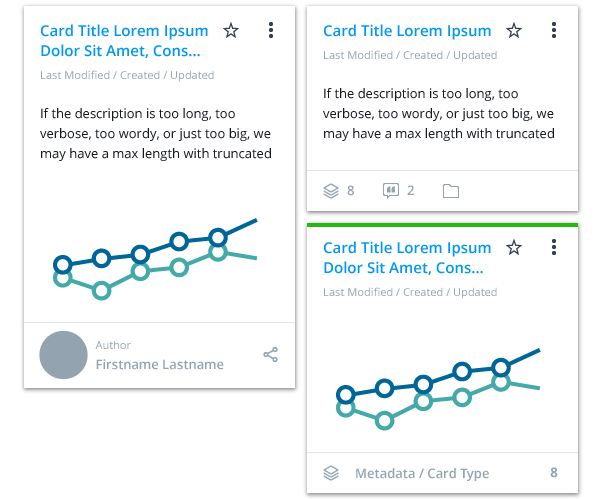 Card Title Lorem Ipsum
Dolor Sit Amet, Cons...
Last Modified / Created / Updated
If the description is too long, too
verbose, too wordy, or just too big, we
may have a max length with truncated
Author
Firstname Lastname
Card Title Lorem Ipsum
Last Modified / Created / Updated
If the description is too long, too
verbose, too wordy, or just too big, we
may have a max length with truncated
8 2
Card Title Lorem Ipsum
Dolor Sit Amet, Cons...
Last Modified / Created / Updated
Metadata / Card Type 8